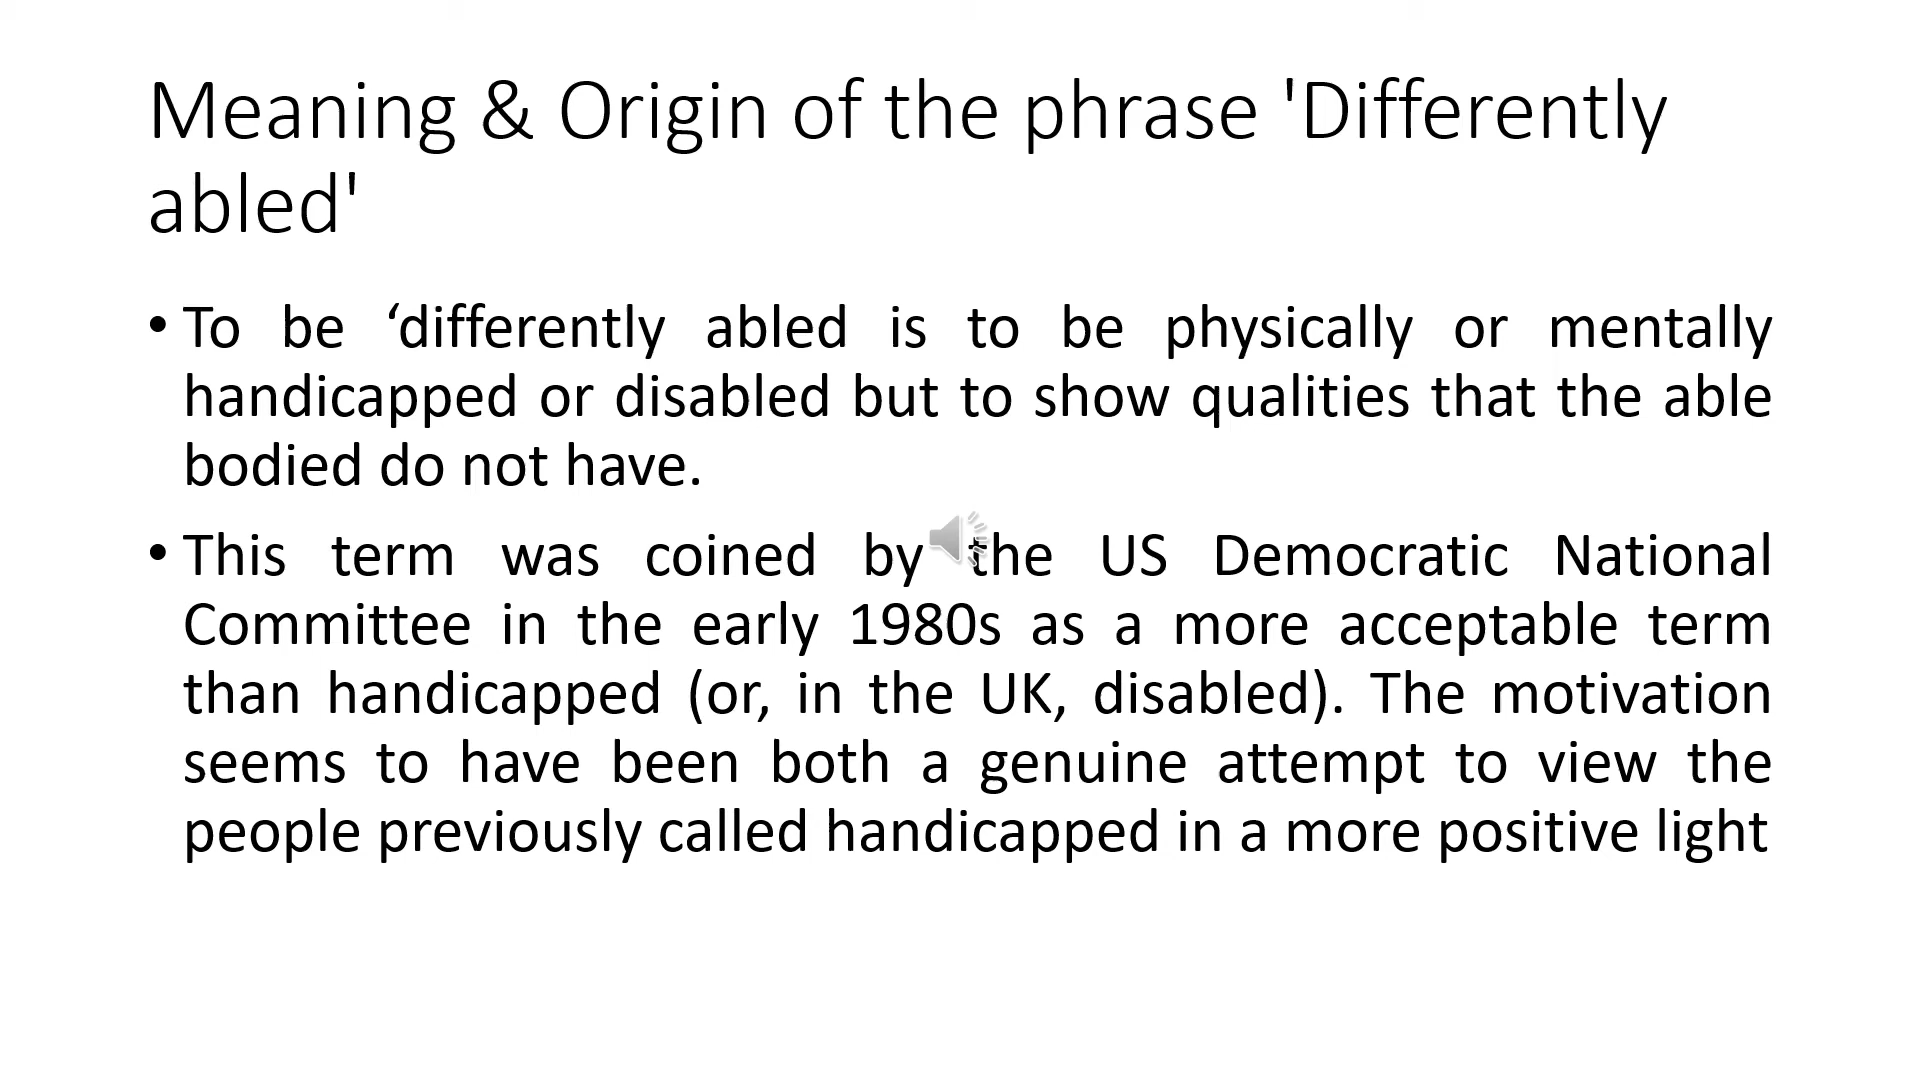 Meaning & Origin of the phrase 'Differently
abled'
• To be ‘differently abled is to be physically or mentally
handicapped or disabled but to show qualities that the able
bodied do not have.
• This term was coined by the US Democratic National
Committee in the early 1980s as a more acceptable term
than handicapped (or, in the UK, disabled). The motivation
seems to have been both a genuine attempt to view the
people previously called handicapped in a more positive light